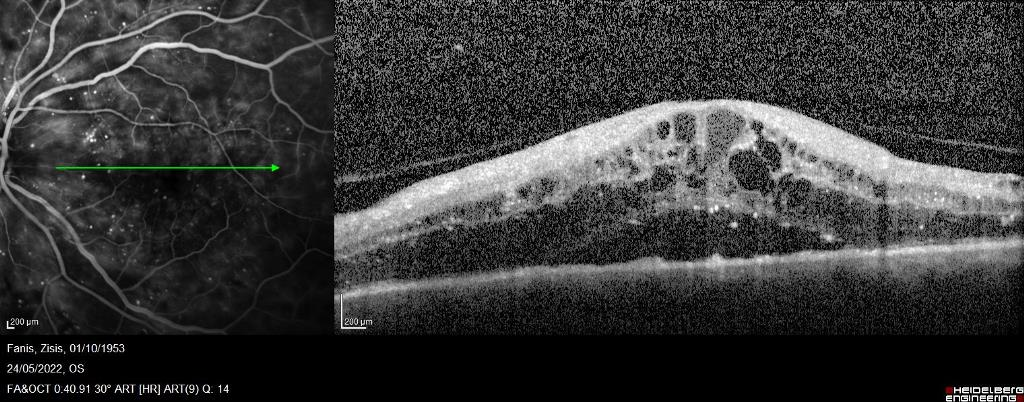 200 µm
200 µm
Fanis, Zisis, 01/10/1953
24/05/2022, OS
FA&OCT 0:40.91 30° ART [HR] ART(9) Q: 14
HEIDELBERG
ENGINEERING